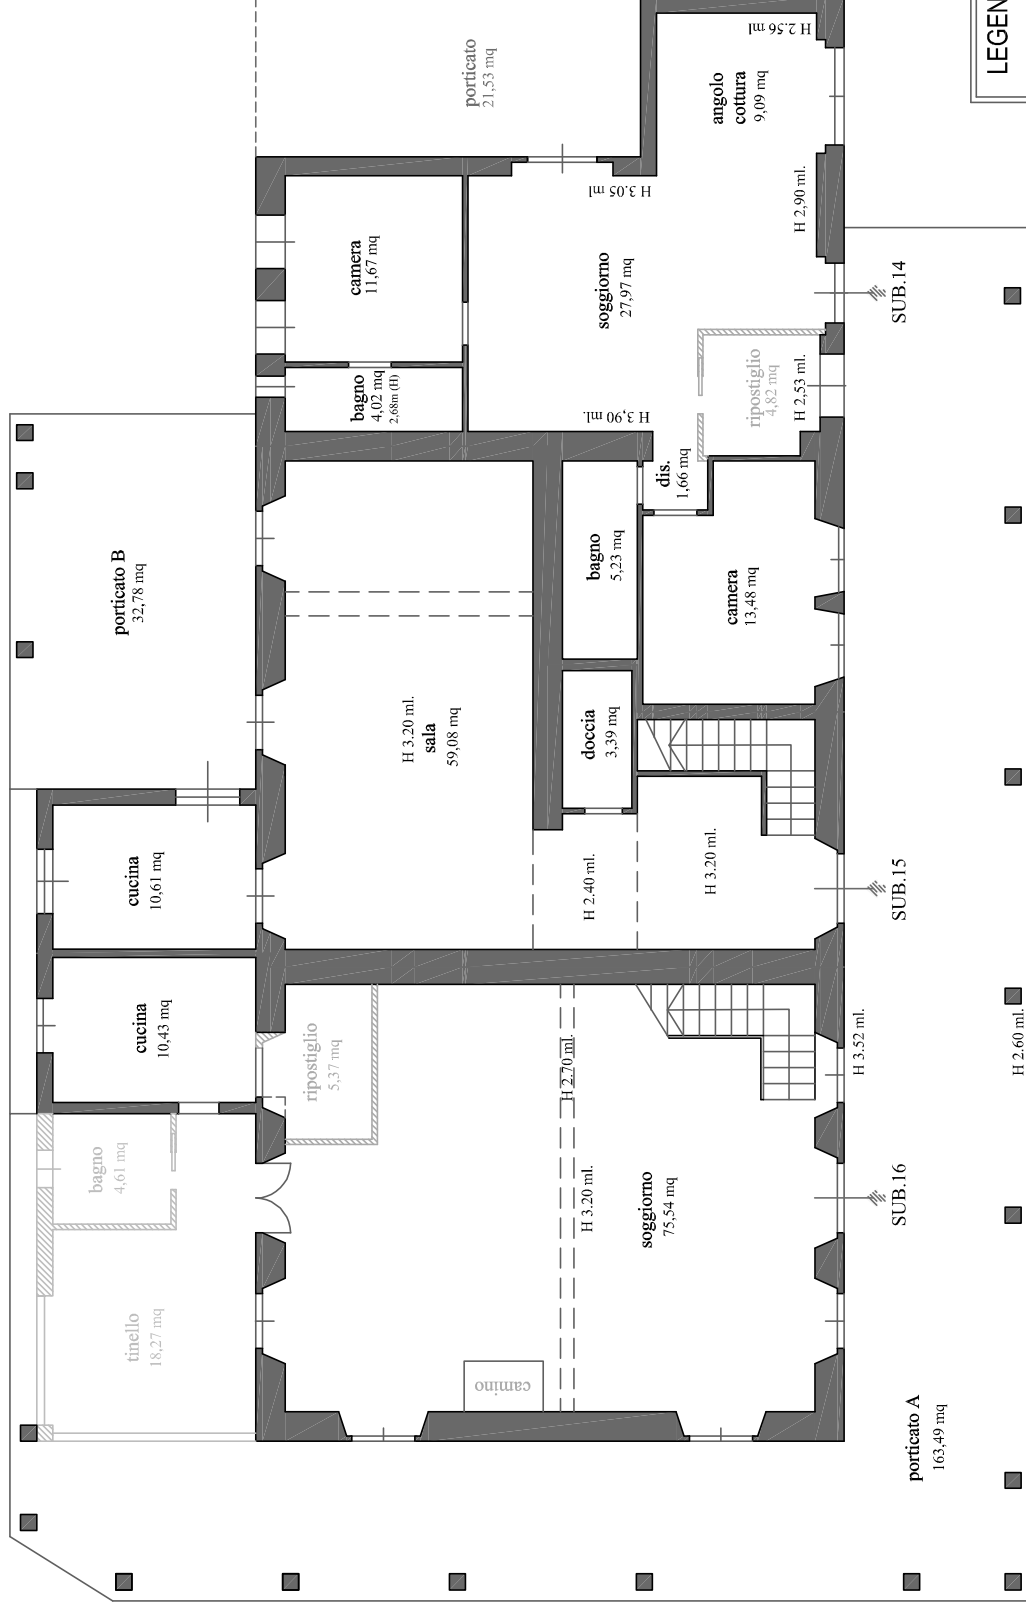 LEGEN
H 2.56 ml
porticato
21,53 mq
angolo
cottura
9,09 mq
H 3.05 ml
H 2,90 ml.
camera
11,67 mq
soggiorno
27,97 mq
SUB.14
bagno
4,02 mq
2,68m (H)
H 3,90 ml.
ripostiglio
4,82 mq
H 2,53 ml.
dis.
1,66 mq
porticato B
32,78 mq
bagno
5,23 mq
camera
13,48 mq
H 3.20 ml.
sala
59,08 mq
doccia
3,39 mq
cucina
10,61 mq
H 2.40 ml.
H 3.20 ml.
SUB.15
cucina
10,43 mq
ripostiglio
5,37 mq
H 2.70 ml.
H 3.52 ml.
H 2.60 ml.
bagno
4,61 mq
H 3.20 ml.
soggiorno
75,54 mq
SUB.16
tinello
18,27 mq
camino
porticato A
163,49 mq